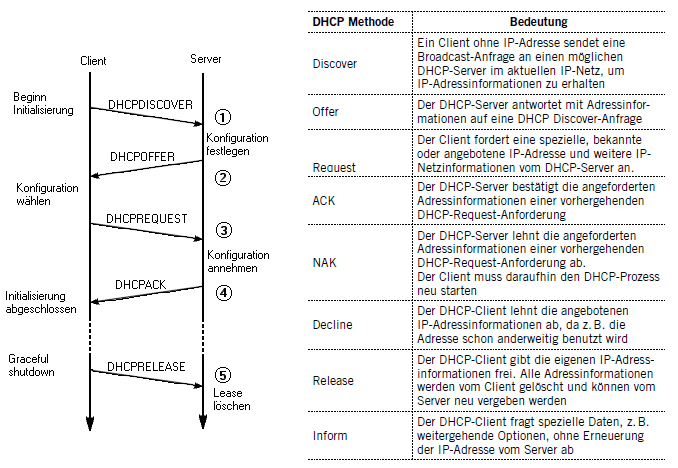 Client
Server
Beginn
Initialisierung
DHCPDISCOVER
1
Konfiguration
festlegen
DHCPOFFER
2
Konfiguration
wählen
DHCPREQUEST
3
Konfiguration
annehmen
DHCPACK
4
Initialisierung
abgeschlossen
Graceful
shutdown
DHCPRELEASE
5
Lease
löschen
DHCP Methode
Bedeutung
Discover
Ein Client ohne IP-Adresse sendet eine
Broadcast-Anfrage an einen möglichen
DHCP-Server im aktuellen IP-Netz, um
IP-Adressinformationen zu erhalten
Offer
Der DHCP-Server antwortet mit Adressinfor-
mationen auf eine DHCP Discover-Anfrage
Request
Der Client fordert eine spezielle, bekannte
oder angebotene IP-Adresse und weitere IP-
Netzinformationen vom DHCP-Server an.
ACK
Der DHCP-Server bestätigt die angeforderten
Adressinformationen einer vorhergehenden
DHCP-Request-Anforderung
NAK
Der DHCP-Server lehnt die angeforderten
Adressinformationen einer vorhergehenden
DHCP-Request-Anforderung ab.
Der Client muss daraufhin den DHCP-Prozess
neu starten
Decline
Der DHCP-Client lehnt die angebotenen
IP-Adressinformationen ab, da z. B. die
Adresse schon anderweitig benutzt wird
Release
Der DHCP-Client gibt die eigenen IP-Adress-
informationen frei. Alle Adressinformationen
werden vom Client gelöscht und können vom
Server neu vergeben werden
Inform
Der DHCP-Client fragt spezielle Daten, z. B.
weitergehende Optionen, ohne Erneuerung
der IP-Adresse vom Server ab